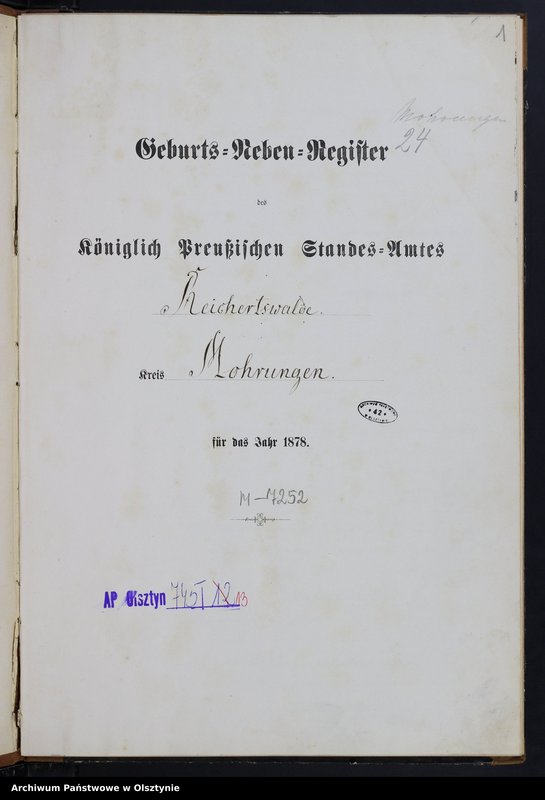 1
Mohrungen
24
Geburts-Neben-Register
des
Königlich Preußischen Standes-Amtes
Reichertswalde.
Kreis Mohrungen.
42
für das Jahr 1878.
M-7252
AP Olsztyn 745/I 12 13
Archiwum Państwowe w Olsztynie